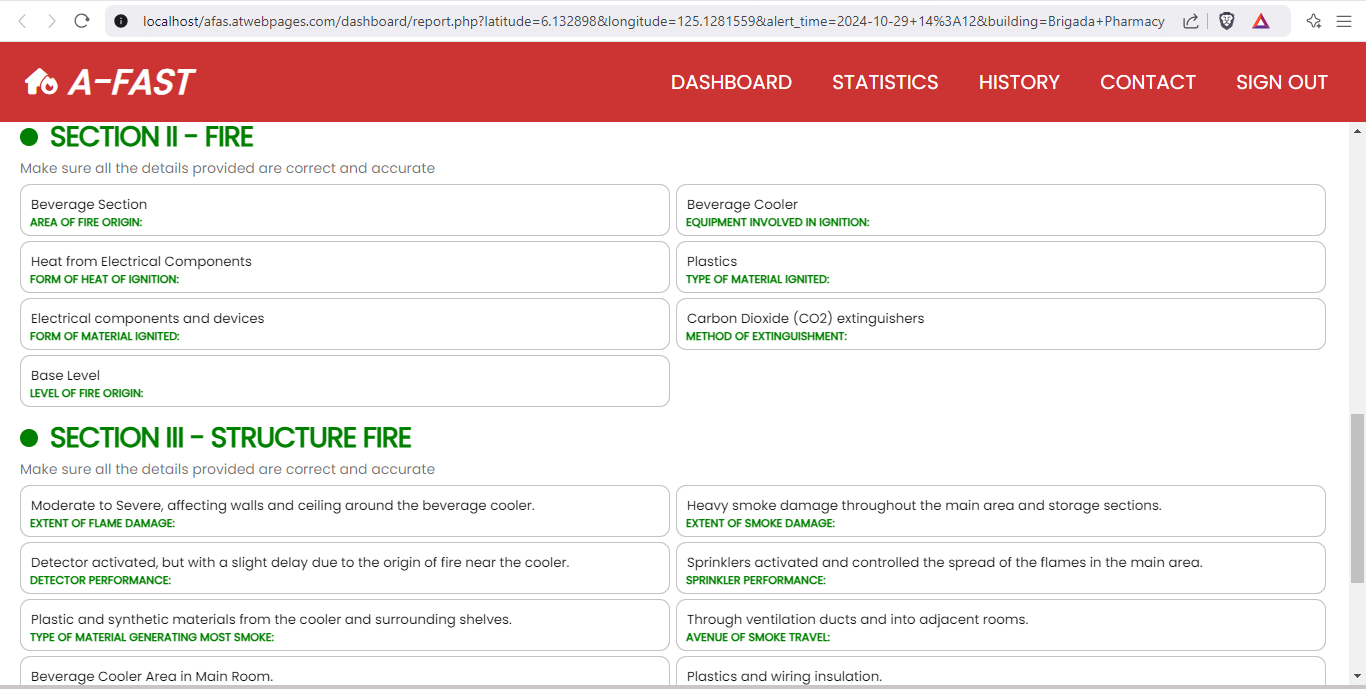 localhost/afas.atwebpages.com/dashboard/report.php?latitude=6.132898&longitude=125.1281559&alert_time=2024-10-29+14%3A12&building=Brigada+Pharmacy
A-FAST
DASHBOARD STATISTICS HISTORY CONTACT SIGN OUT
SECTION II - FIRE
Make sure all the details provided are correct and accurate
Beverage Section
AREA OF FIRE ORIGIN:
Beverage Cooler
EQUIPMENT INVOLVED IN IGNITION:
Heat from Electrical Components
FORM OF HEAT OF IGNITION:
Plastics
TYPE OF MATERIAL IGNITED:
Electrical components and devices
FORM OF MATERIAL IGNITED:
Carbon Dioxide (CO2) extinguishers
METHOD OF EXTINGUISHMENT:
Base Level
LEVEL OF FIRE ORIGIN:
SECTION III - STRUCTURE FIRE
Make sure all the details provided are correct and accurate
Moderate to Severe, affecting walls and ceiling around the beverage cooler.
EXTENT OF FLAME DAMAGE:
Heavy smoke damage throughout the main area and storage sections.
EXTENT OF SMOKE DAMAGE:
Detector activated, but with a slight delay due to the origin of fire near the cooler.
DETECTOR PERFORMANCE:
Sprinklers activated and controlled the spread of the flames in the main area.
SPRINKLER PERFORMANCE:
Plastic and synthetic materials from the cooler and surrounding shelves.
TYPE OF MATERIAL GENERATING MOST SMOKE:
Through ventilation ducts and into adjacent rooms.
AVENUE OF SMOKE TRAVEL:
Beverage Cooler Area in Main Room.
Plastics and wiring insulation.